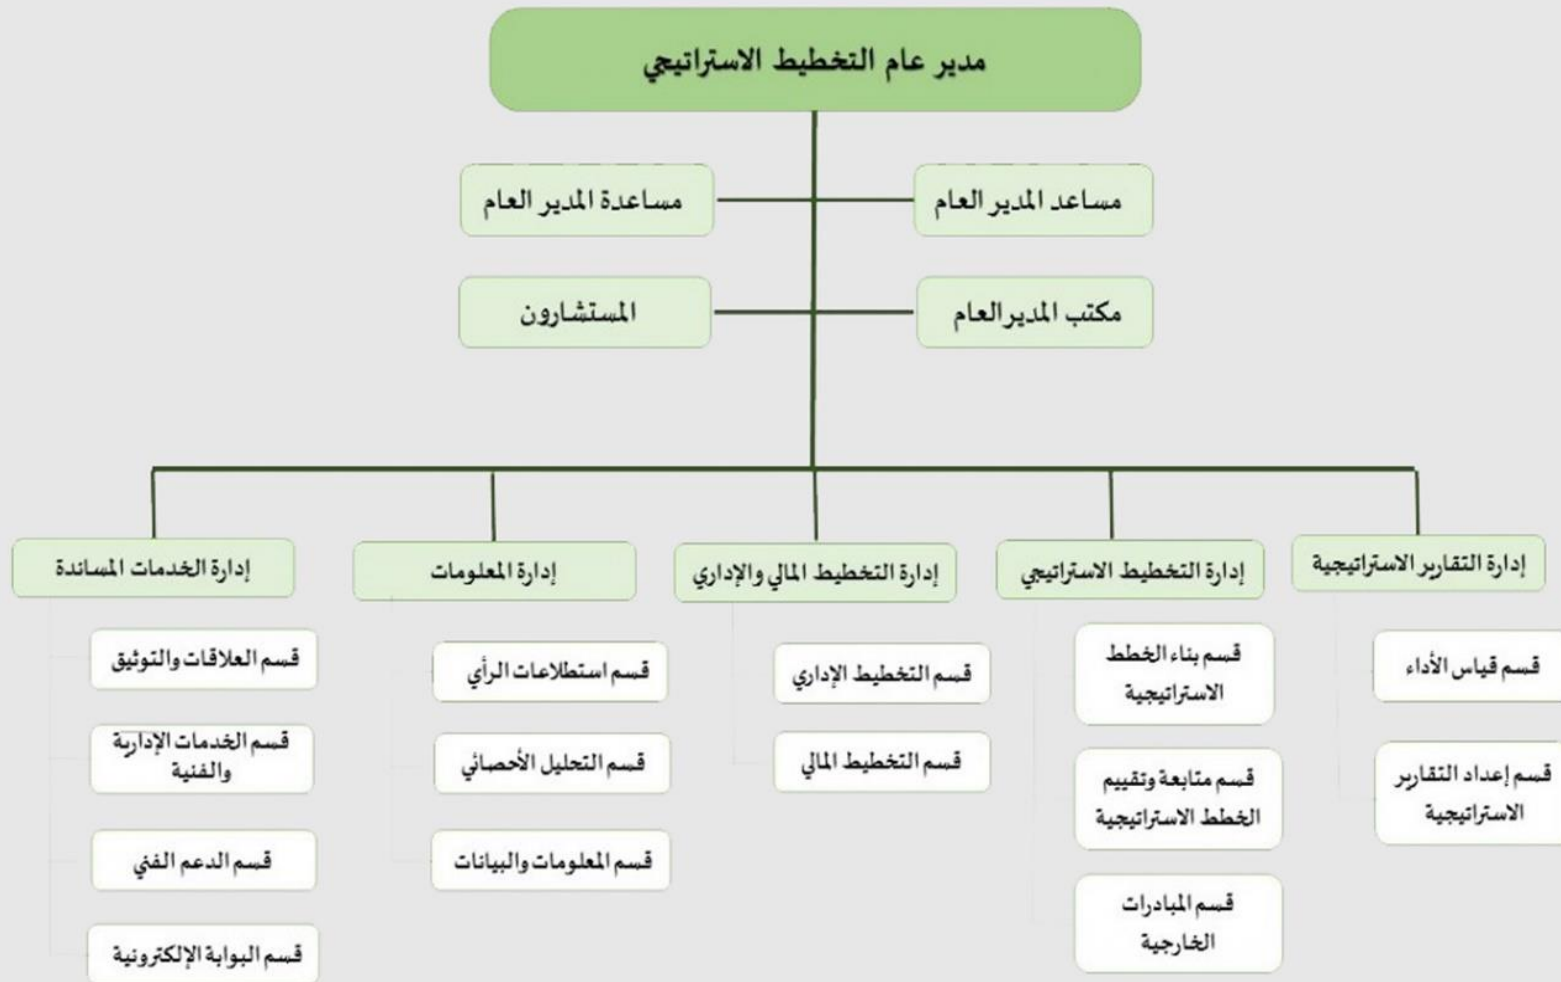 مدير عام التخطيط الاستراتيجي
مساعد المدير العام
مساعدة المدير العام
مكتب المدير العام
المستشارون
إدارة التقارير الاستراتيجية
إدارة التخطيط الاستراتيجي
إدارة التخطيط المالي والإداري
إدارة المعلومات
إدارة الخدمات المساندة
قسم قياس الأداء
قسم إعداد التقارير
الاستراتيجية
قسم بناء الخطط
الاستراتيجية
قسم متابعة وتقييم
الخطط الاستراتيجية
قسم المبادرات
الخارجية
قسم التخطيط الإداري
قسم التخطيط المالي
قسم استطلاعات الرأي
قسم التحليل الأحصائي
قسم المعلومات والبيانات
قسم العلاقات والتوثيق
قسم الخدمات الإدارية
والفنية
قسم الدعم الفني
قسم البوابة الإلكترونية